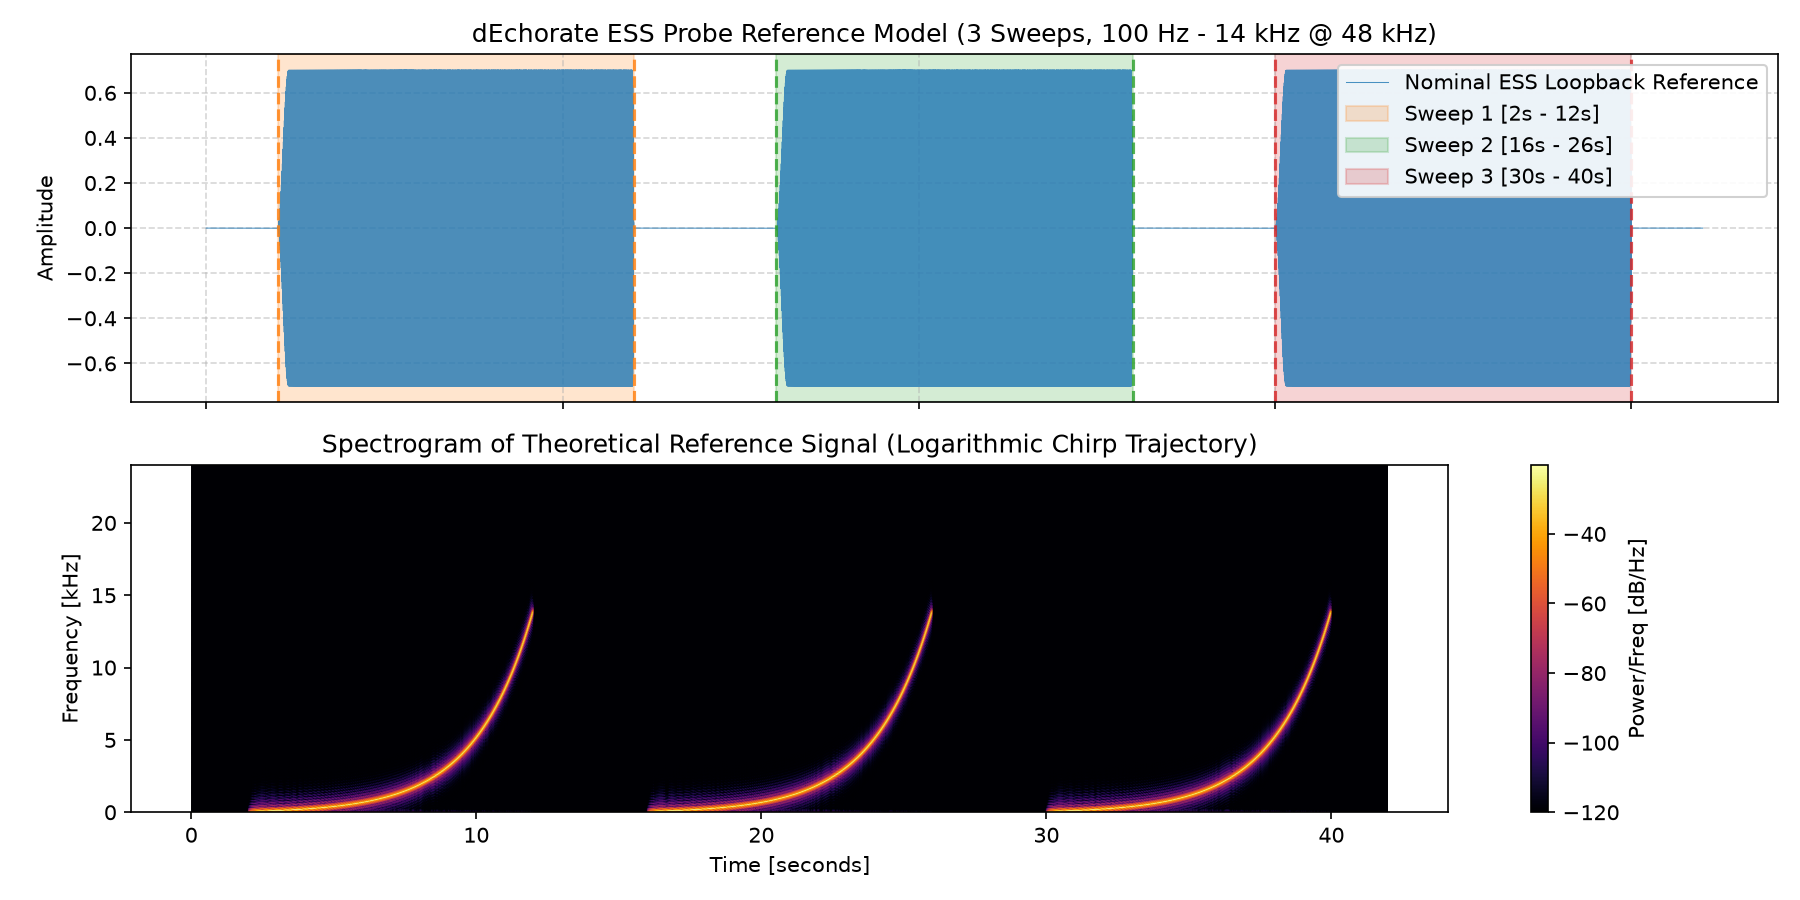 dEchorate ESS Probe Reference Model (3 Sweeps, 100 Hz - 14 kHz @ 48 kHz)
Amplitude
0.6
0.4
0.2
0.0
−0.2
−0.4
−0.6
Nominal ESS Loopback Reference
Sweep 1 [2s - 12s]
Sweep 2 [16s - 26s]
Sweep 3 [30s - 40s]
Spectrogram of Theoretical Reference Signal (Logarithmic Chirp Trajectory)
Frequency [kHz]
20
15
10
5
0
0 10 20 30 40
Time [seconds]
−40
−60
−80
−100
−120
Power/Freq [dB/Hz]